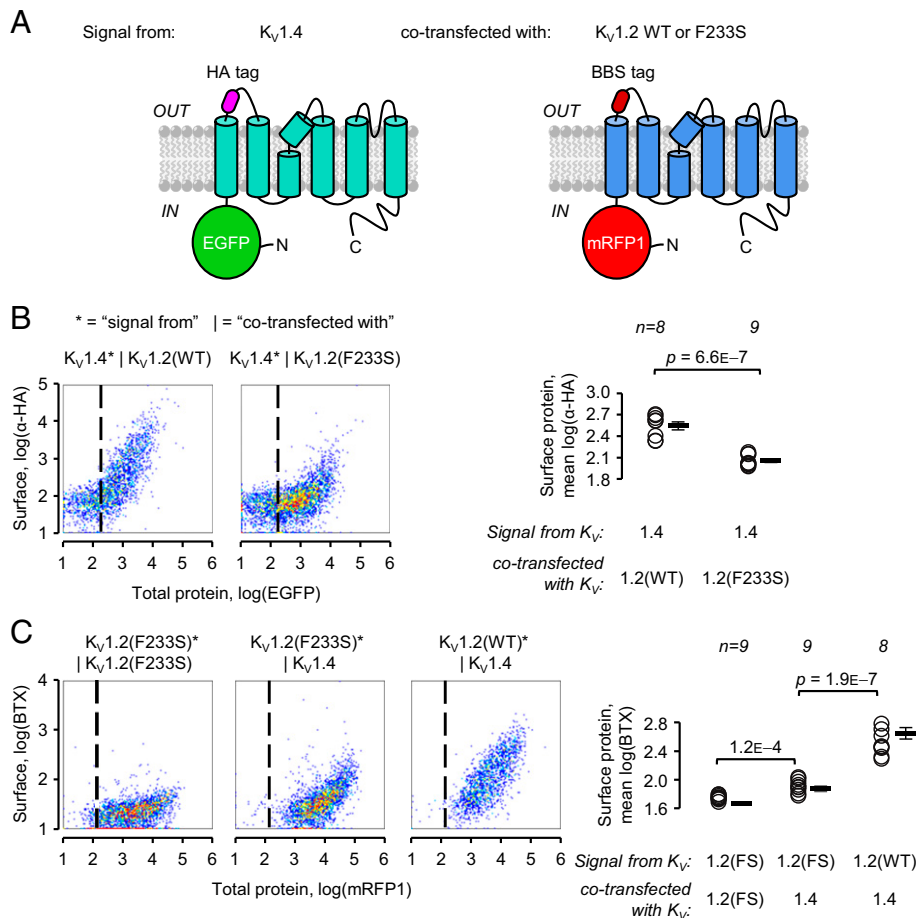 A
Signal from: KV1.4 co-transfected with: KV1.2 WT or F233S
HA tag
BBS tag
OUT
OUT
IN
IN
EGFP
N
C
mRFP1
N
C
B
* = “signal from” | = “co-transfected with”
KV1.4* | KV1.2(WT)
KV1.4* | KV1.2(F233S)
Surface, log(α-HA)
5
4
3
2
1
1 2 3 4 5 6
1 2 3 4 5 6
Total protein, log(EGFP)
n=8 9
p = 6.6E−7
Surface protein,
mean log(α-HA)
3.0
2.7
2.4
2.1
1.8
Signal from KV: 1.4 1.4
co-transfected
with KV: 1.2(WT) 1.2(F233S)
C
KV1.2(F233S)*
| KV1.2(F233S)
KV1.2(F233S)*
| KV1.4
KV1.2(WT)*
| KV1.4
Surface, log(BTX)
4
3
2
1
1 2 3 4 5 6
1 2 3 4 5 6
1 2 3 4 5 6
Total protein, log(mRFP1)
n=9 9 8
p = 1.9E−7
1.2E−4
Surface protein,
mean log(BTX)
2.8
2.4
2.0
1.6
Signal from KV: 1.2(FS) 1.2(FS) 1.2(WT)
co-transfected
with KV: 1.2(FS) 1.4 1.4